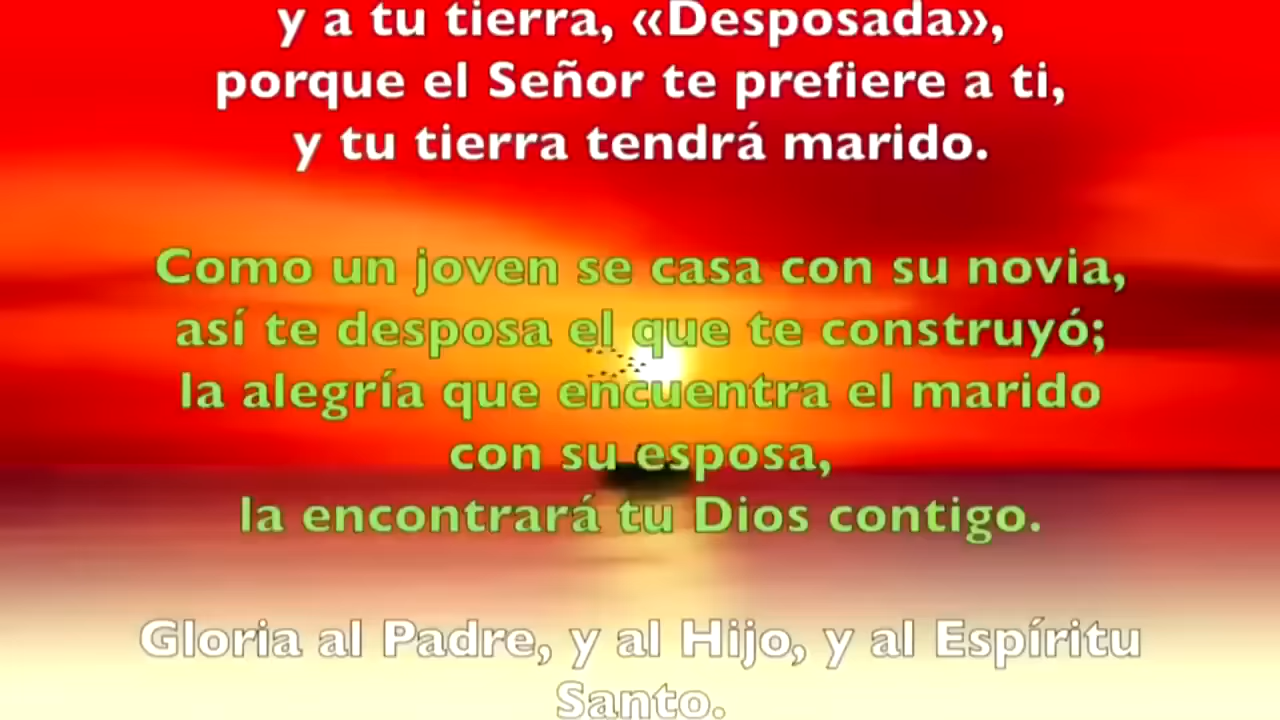 y a tu tierra, «Desposada»,
porque el Señor te prefiere a ti,
y tu tierra tendrá marido.
Como un joven se casa con su novia,
así te desposa el que te construyó;
la alegría que encuentra el marido
con su esposa,
la encontrará tu Dios contigo.
Gloria al Padre, y al Hijo, y al Espíritu
Santo.